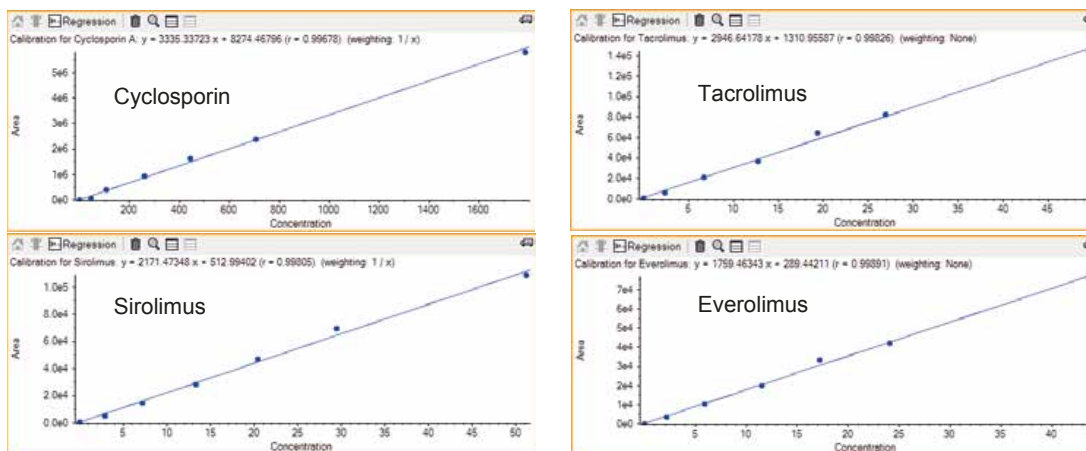 Regression
Calibration for Cyclosporin A: y = 3335.33723 x + 8274.46796 (r = 0.99678) (weighting: 1 / x)
Cyclosporin
5e6
4e6
3e6
2e6
1e6
0e0
Area
200 400 600 800 1000 1200 1400 1600
Concentration
Regression
Calibration for Tacrolimus: y = 2946.64178 x + 1310.95587 (r = 0.99826) (weighting: None)
Tacrolimus
1.4e5
1.2e5
1.0e5
8.0e4
6.0e4
4.0e4
2.0e4
0.0e0
Area
5 10 15 20 25 30 35 40 45
Concentration
Regression
Calibration for Sirolimus: y = 2171.47348 x + 512.99402 (r = 0.99805) (weighting: 1 / x)
Sirolimus
1.0e5
8.0e4
6.0e4
4.0e4
2.0e4
0.0e0
Area
5 10 15 20 25 30 35 40 45 50
Concentration
Regression
Calibration for Everolimus: y = 1759.46343 x + 289.44211 (r = 0.99891) (weighting: None)
Everolimus
7e4
6e4
5e4
4e4
3e4
2e4
1e4
0e0
Area
5 10 15 20 25 30 35 40
Concentration